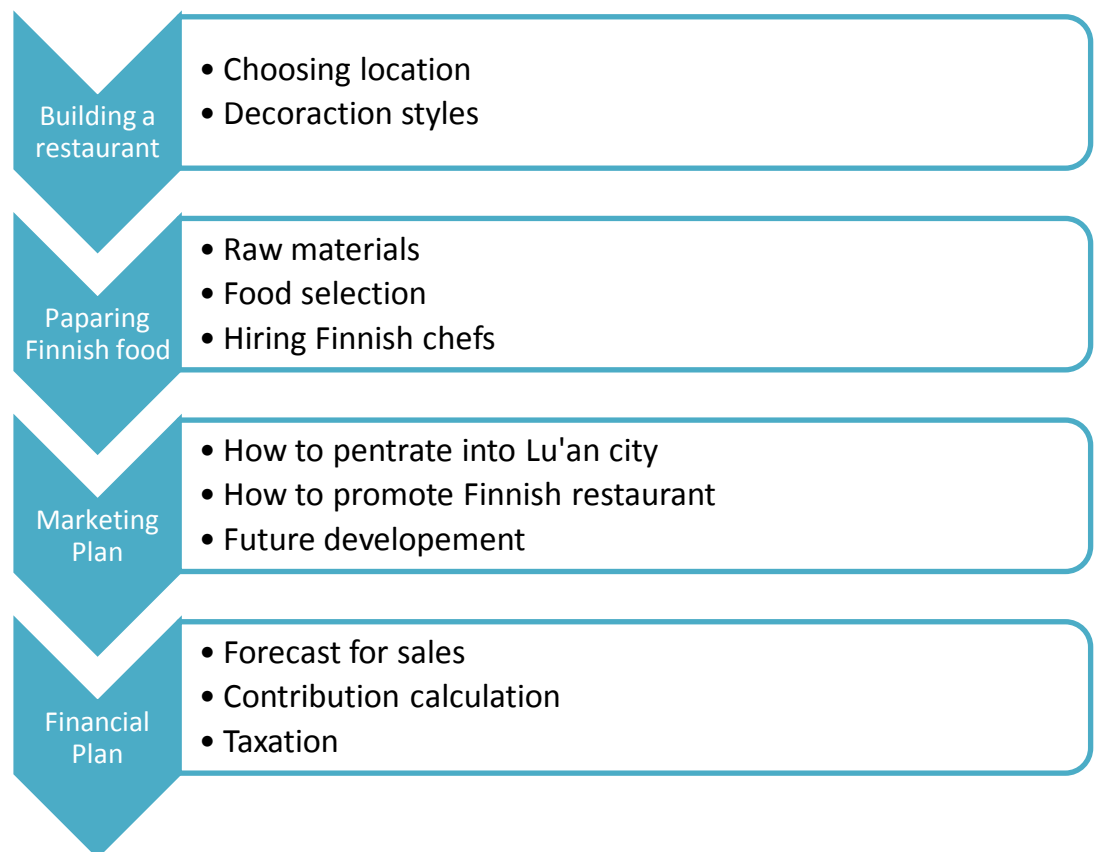 Building a
restaurant
• Choosing location
• Decoraction styles
Paparing
Finnish food
• Raw materials
• Food selection
• Hiring Finnish chefs
Marketing
Plan
• How to pentrate into Lu'an city
• How to promote Finnish restaurant
• Future developement
Financial
Plan
• Forecast for sales
• Contribution calculation
• Taxation